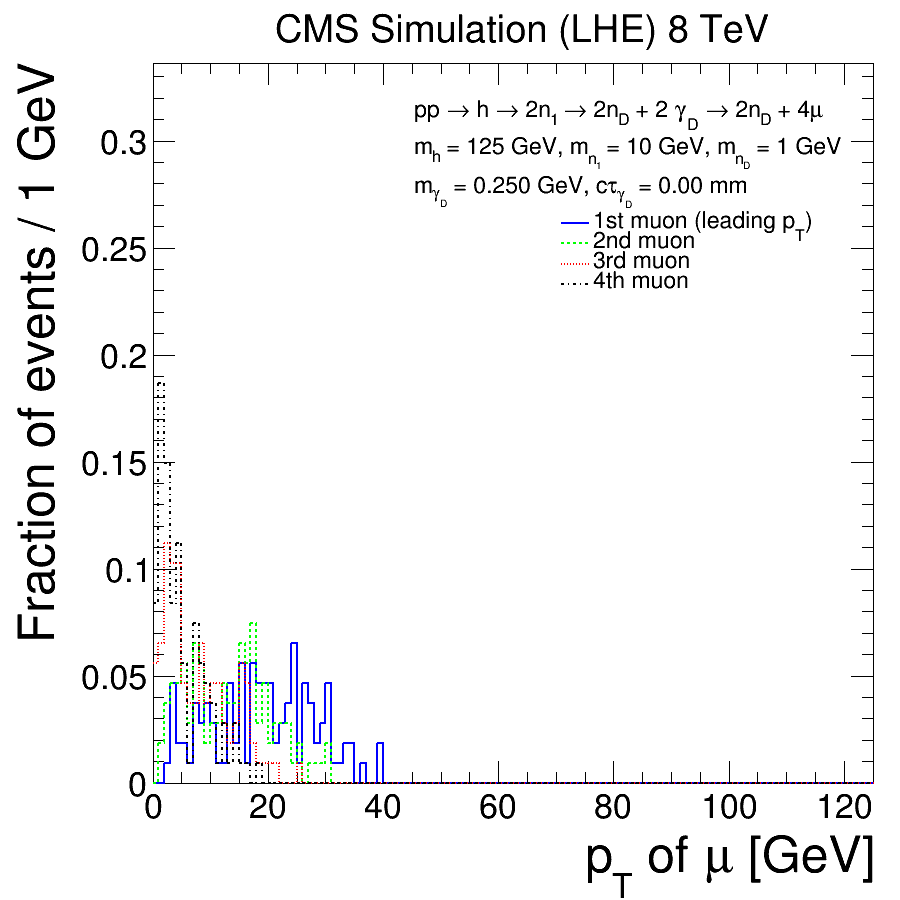 CMS Simulation (LHE) 8 TeV
Fraction of events / 1 GeV
pp → h → 2n1 → 2nD + 2 γD → 2nD + 4μ
mh = 125 GeV, mn1 = 10 GeV, mnD = 1 GeV
mγD = 0.250 GeV, cτγD = 0.00 mm
1st muon (leading pT)
2nd muon
3rd muon
4th muon
0.3
0.25
0.2
0.15
0.1
0.05
0
0 20 40 60 80 100 120
pT of μ [GeV]